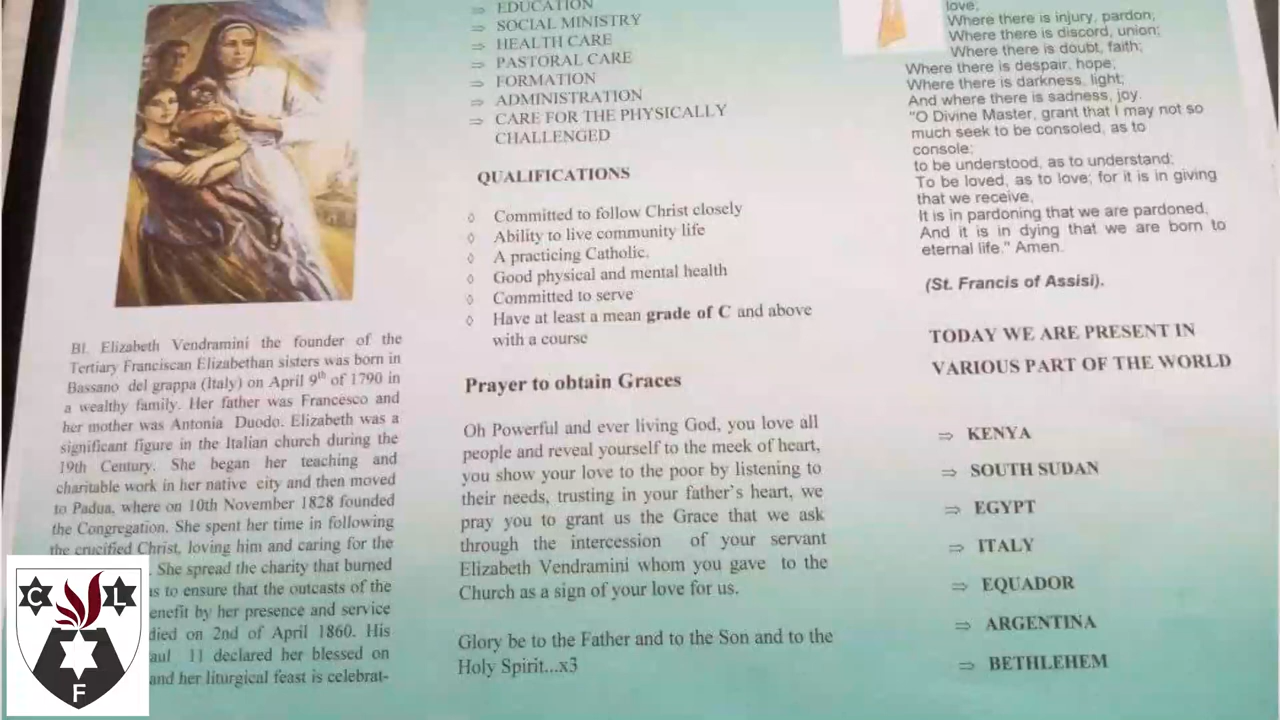 Bl. Elizabeth Vendramini the founder of the
Tertiary Franciscan Elizabethan sisters was born in
Bassano del grappa (Italy) on April 9th of 1790 in
a wealthy family. Her father was Francesco and
her mother was Antonia Duodo. Elizabeth was a
significant figure in the Italian church during the
19th Century. She began her teaching and
charitable work in her native city and then moved
to Padua, where on 10th November 1828 founded
the Congregation. She spent her time in following
the crucified Christ, loving him and caring for the
. She spread the charity that burned
to ensure that the outcasts of the
by her presence and service
died on 2nd of April 1860. His
11 declared her blessed on
and her liturgical feast is celebrat-
⇒ EDUCATION
⇒ SOCIAL MINISTRY
⇒ HEALTH CARE
⇒ PASTORAL CARE
⇒ FORMATION
⇒ ADMINISTRATION
⇒ CARE FOR THE PHYSICALLY
CHALLENGED
QUALIFICATIONS
◊ Committed to follow Christ closely
◊ Ability to live community life
◊ A practicing Catholic.
◊ Good physical and mental health
◊ Committed to serve
◊ Have at least a mean grade of C and above
with a course
Prayer to obtain Graces
Oh Powerful and ever living God, you love all
people and reveal yourself to the meek of heart,
you show your love to the poor by listening to
their needs, trusting in your father's heart, we
pray you to grant us the Grace that we ask
through the intercession of your servant
Elizabeth Vendramini whom you gave to the
Church as a sign of your love for us.
Glory be to the Father and to the Son and to the
Holy Spirit...x3
love;
Where there is injury, pardon;
Where there is discord, union;
Where there is doubt, faith;
Where there is despair, hope;
Where there is darkness, light;
And where there is sadness, joy.
"O Divine Master, grant that I may not so
much seek to be consoled, as to
console;
to be understood, as to understand;
To be loved, as to love; for it is in giving
that we receive,
It is in pardoning that we are pardoned,
And it is in dying that we are born to
eternal life." Amen.
(St. Francis of Assisi).
TODAY WE ARE PRESENT IN
VARIOUS PART OF THE WORLD
⇒ KENYA
⇒ SOUTH SUDAN
⇒ EGYPT
⇒ ITALY
⇒ EQUADOR
⇒ ARGENTINA
⇒ BETHLEHEM
C L
F